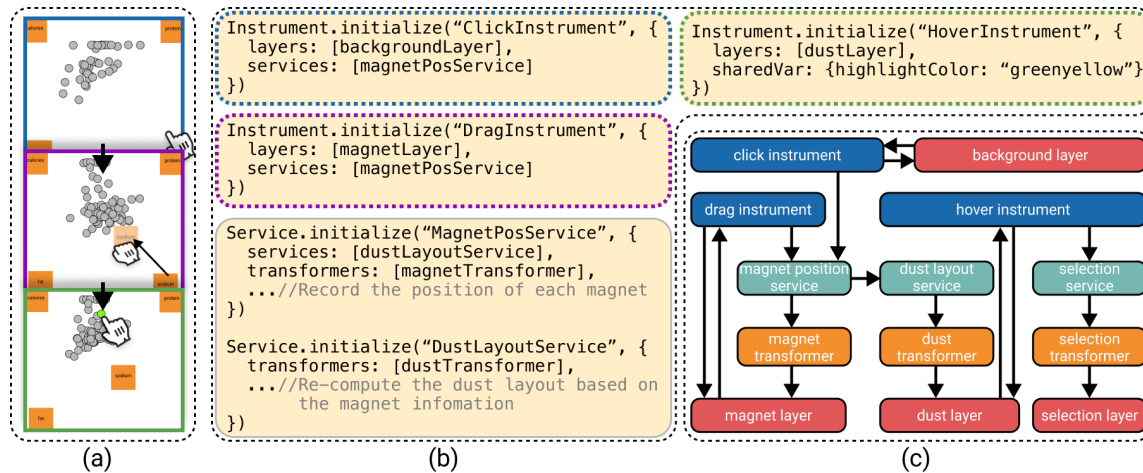 calories
protein
Instrument.initialize(“ClickInstrument”, {
layers: [backgroundLayer],
services: [magnetPosService]
})
Instrument.initialize(“HoverInstrument”, {
layers: [dustLayer],
sharedVar: {highlightColor: “greenyellow”}
})
calories
protein
sodium
fat
sodium
Instrument.initialize(“DragInstrument”, {
layers: [magnetLayer],
services: [magnetPosService]
})
Service.initialize(“MagnetPosService”, {
services: [dustLayoutService],
transformers: [magnetTransformer],
...//Record the position of each magnet
})
Service.initialize(“DustLayoutService”, {
transformers: [dustTransformer],
...//Re-compute the dust layout based on
the magnet infomation
})
calories
protein
sodium
fat
click instrument
background layer
drag instrument
hover instrument
magnet position
service
dust layout
service
selection
service
magnet
transformer
dust
transformer
selection
transformer
magnet layer
dust layer
selection layer
(a)
(b)
(c)